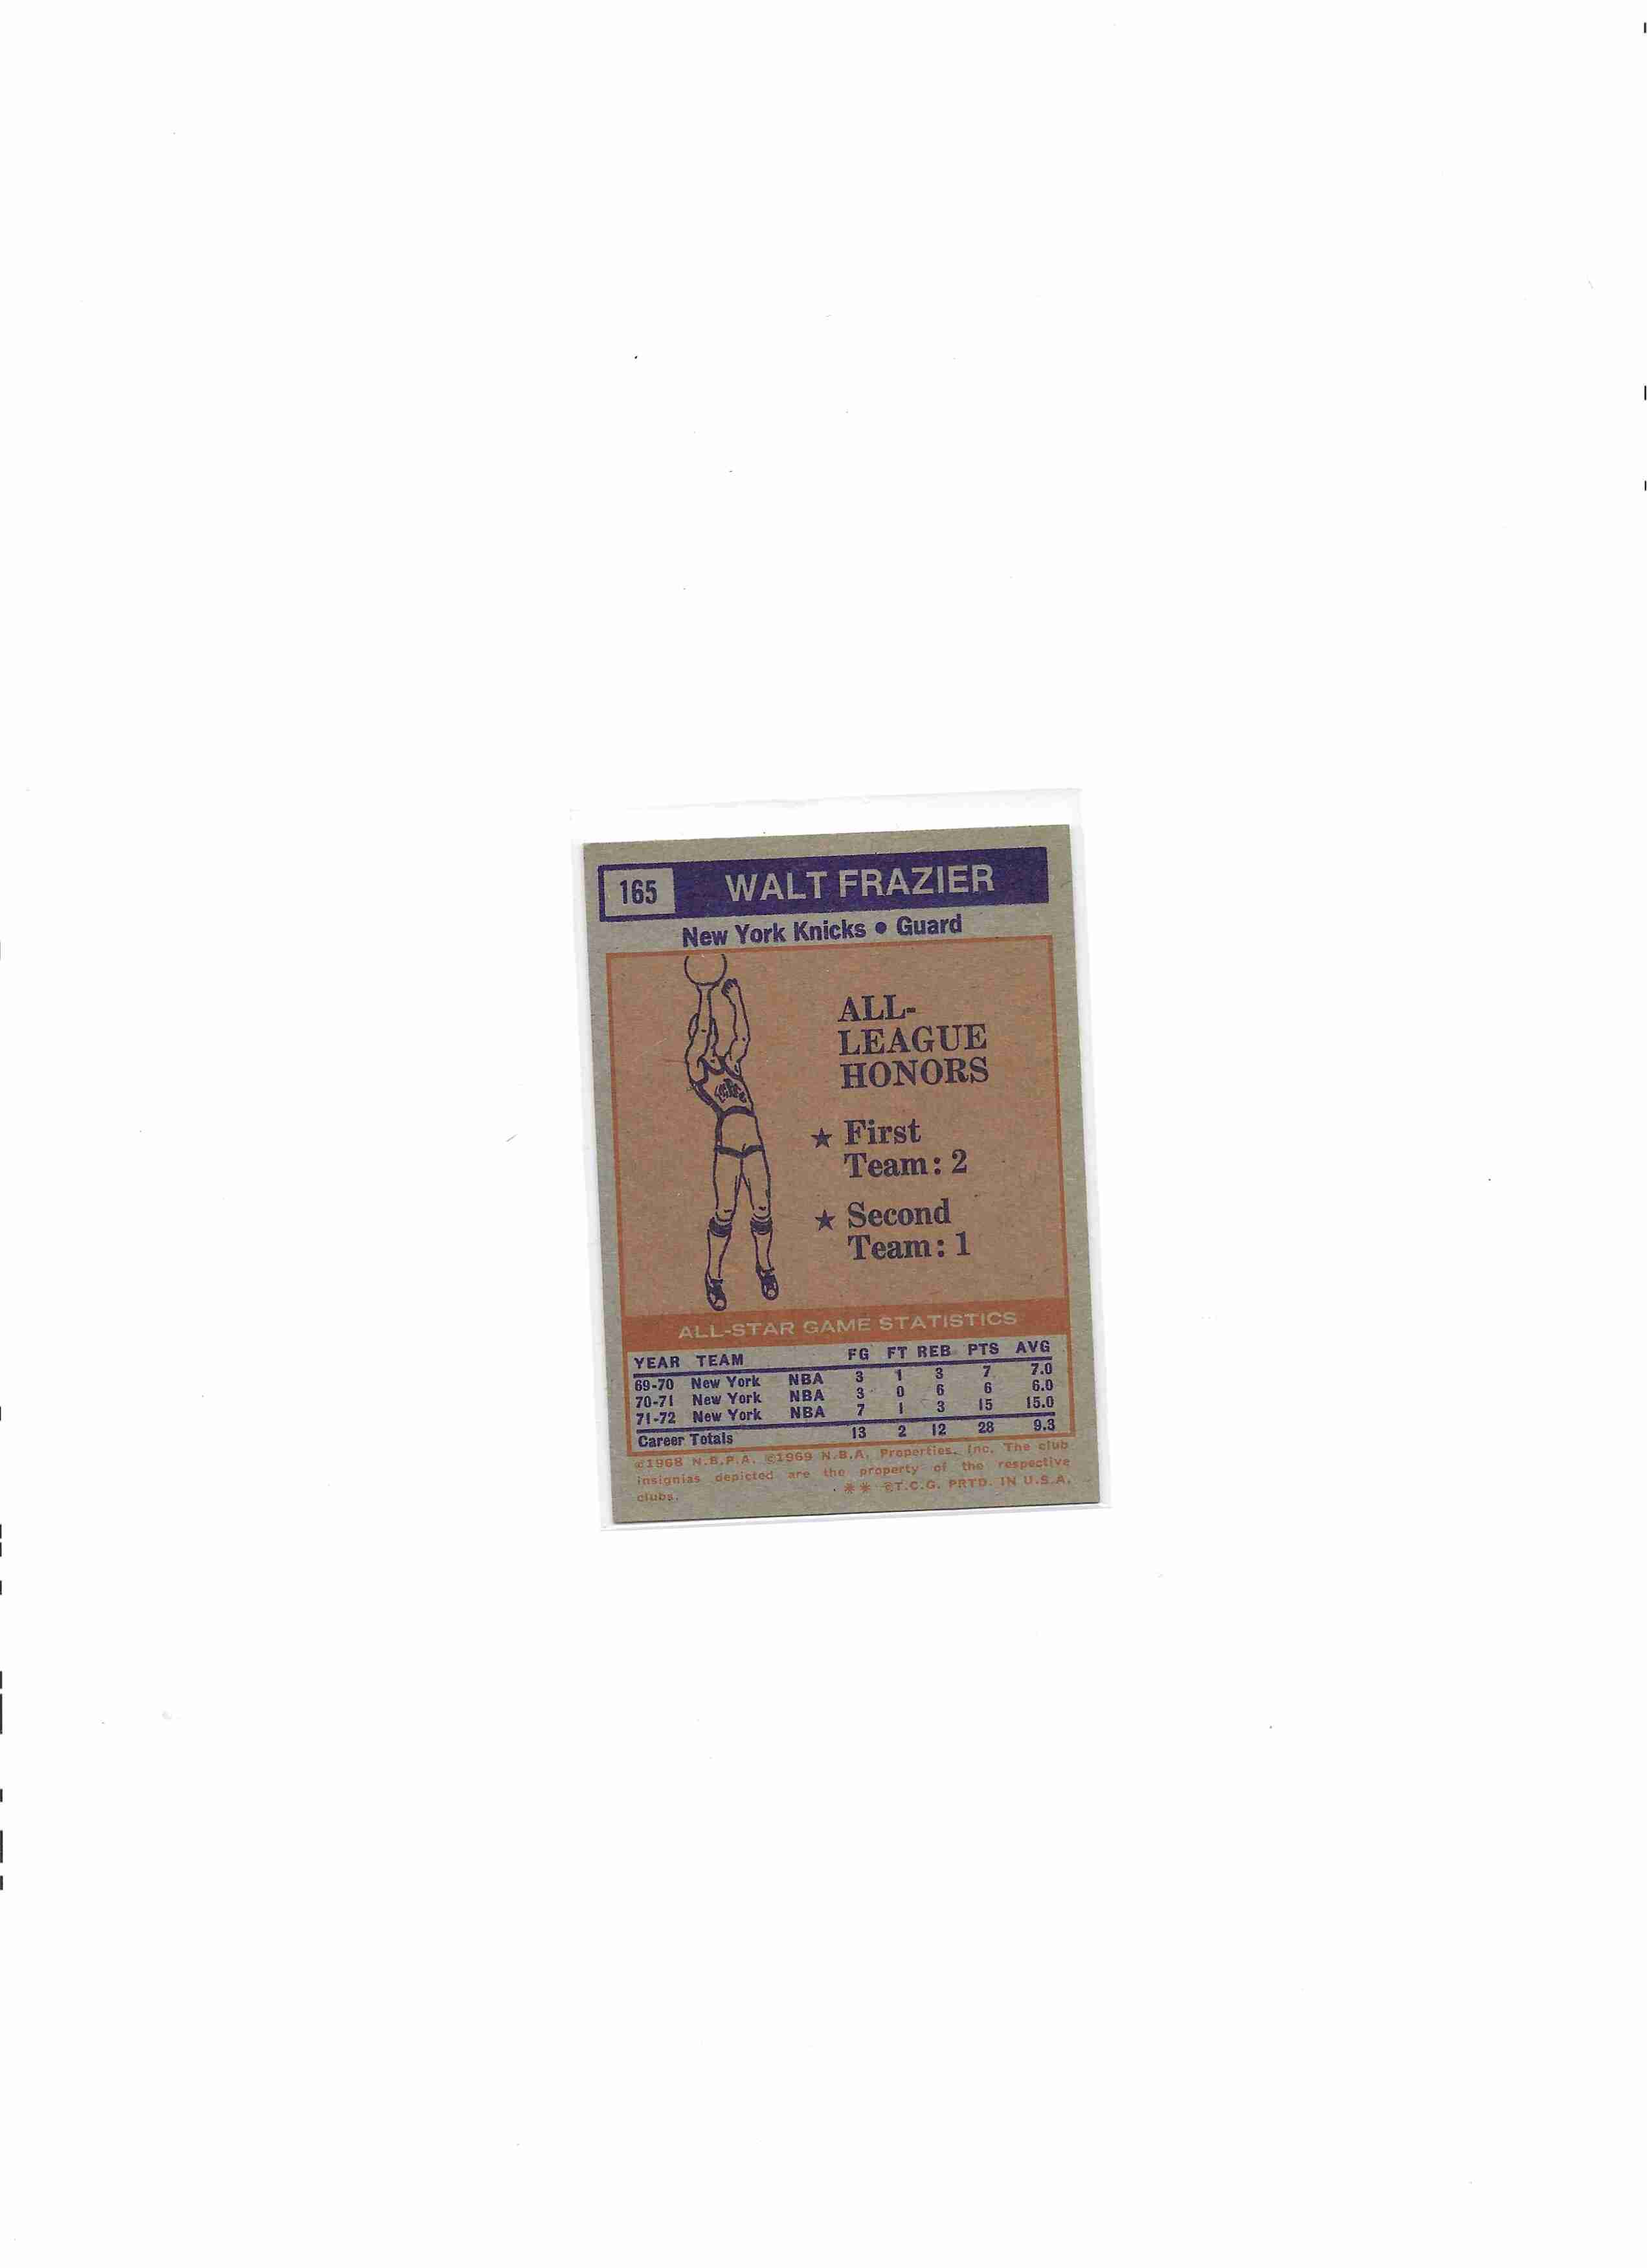 165 WALT FRAZIER
New York Knicks • Guard
ALL-
LEAGUE
HONORS
★ First
Team: 2
★ Second
Team: 1
ALL-STAR GAME STATISTICS
YEAR TEAM FG FT REB PTS AVG
69-70 New York NBA 3 1 3 7 7.0
70-71 New York NBA 3 0 6 6 6.0
71-72 New York NBA 7 1 3 15 15.0
Career Totals 13 2 12 28 9.3
©1968 N.B.P.A. ©1969 N.B.A. Properties, Inc. The club
insignias depicted are the property of the respective
clubs. ** ©T.C.G. PRTD. IN U.S.A.